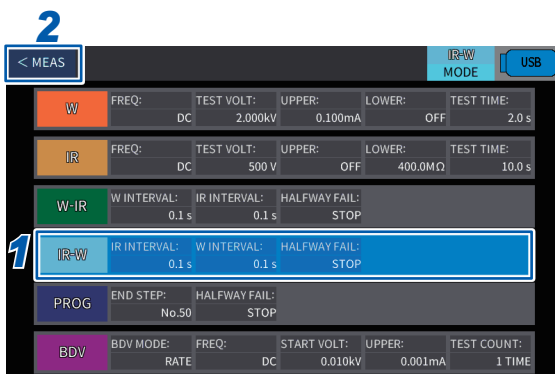 2
< MEAS
IR-W
MODE
USB
W
FREQ: TEST VOLT: UPPER: LOWER: TEST TIME:
DC 2.000kV 0.100mA OFF 2.0 s
IR
FREQ: TEST VOLT: UPPER: LOWER: TEST TIME:
DC 500 V OFF 400.0MΩ 10.0 s
W-IR
W INTERVAL: IR INTERVAL: HALFWAY FAIL:
0.1 s 0.1 s STOP
1
IR-W
IR INTERVAL: W INTERVAL: HALFWAY FAIL:
0.1 s 0.1 s STOP
PROG
END STEP: HALFWAY FAIL:
No.50 STOP
BDV
BDV MODE: FREQ: START VOLT: UPPER: TEST COUNT:
RATE DC 0.010kV 0.001mA 1 TIME